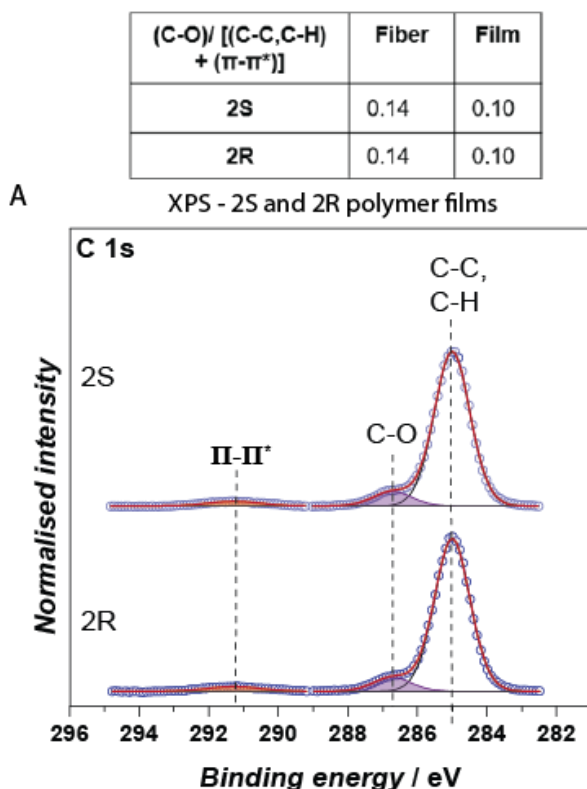 (C-O)/ [(C-C,C-H) + (π-π*)] Fiber Film
2S 0.14 0.10
2R 0.14 0.10
A
XPS - 2S and 2R polymer films
C 1s
C-C,
C-H
2S
Π-Π*
C-O
2R
Normalised intensity
296 294 292 290 288 286 284 282
Binding energy / eV